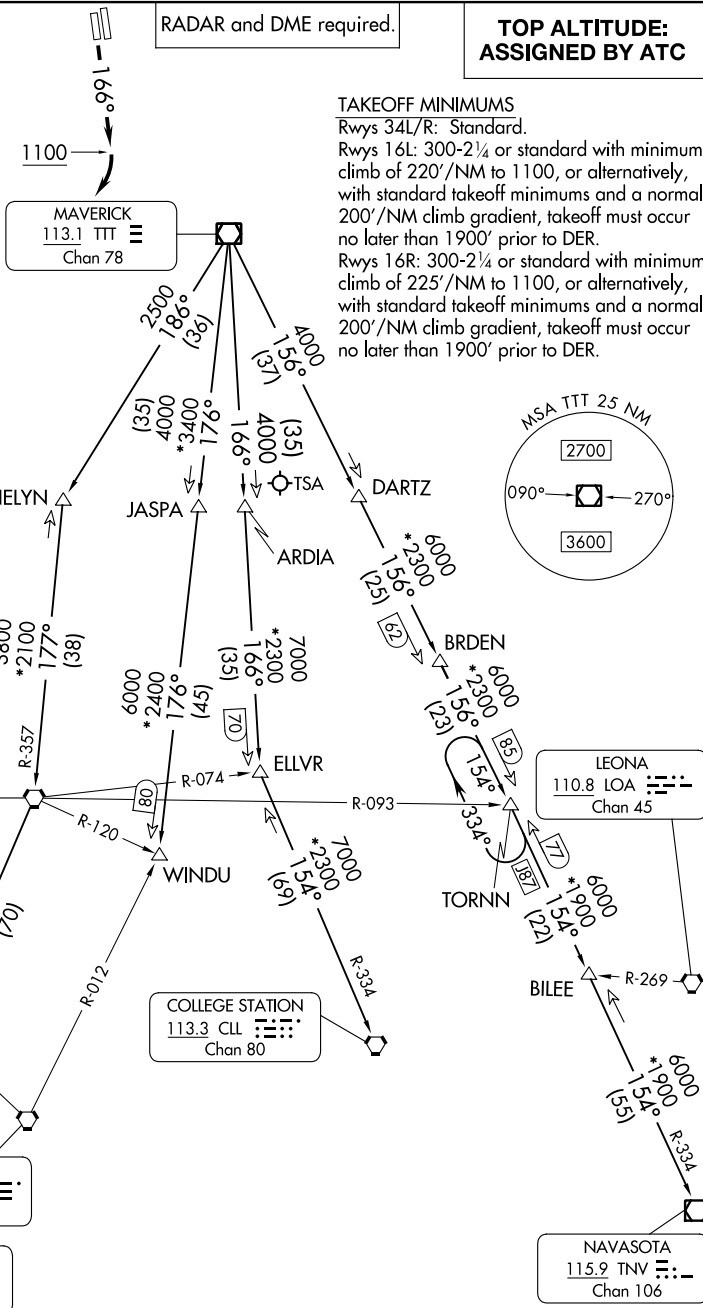 RADAR and DME required.
TOP ALTITUDE:
ASSIGNED BY ATC
166°
1100
TAKEOFF MINIMUMS
Rwys 34L/R: Standard.
Rwys 16L: 300-2¼ or standard with minimum
climb of 220'/NM to 1100, or alternatively,
with standard takeoff minimums and a normal
200'/NM climb gradient, takeoff must occur
no later than 1900' prior to DER.
Rwys 16R: 300-2¼ or standard with minimum
climb of 225'/NM to 1100, or alternatively,
with standard takeoff minimums and a normal
200'/NM climb gradient, takeoff must occur
no later than 1900' prior to DER.
MAVERICK
113.1 TTT
Chan 78
2500
186°
(36)
(35)
4000
*3400
176°
(35)
4000
166°
4000
156°
(37)
MSA TTT 25 NM
2700
090°
270°
3600
TSA
DARTZ
ELYN
JASPA
ARDIA
6000
*2300
156°
(25)
62
BRDEN
3800
*2100
177°
(38)
6000
*2400
176°
(45)
7000
*2300
166°
(35)
70
6000
*2300
156°
(23)
85
R-357
R-074
ELLVR
154°
334°
LEONA
110.8 LOA
Chan 45
80
R-093
R-120
WINDU
TORNN
77
J87
7000
*2300
154°
(69)
6000
*1900
154°
(22)
(70)
R-012
R-334
BILEE
R-269
COLLEGE STATION
113.3 CLL
Chan 80
6000
*1900
154°
(55)
R-334
NAVASOTA
115.9 TNV
Chan 106